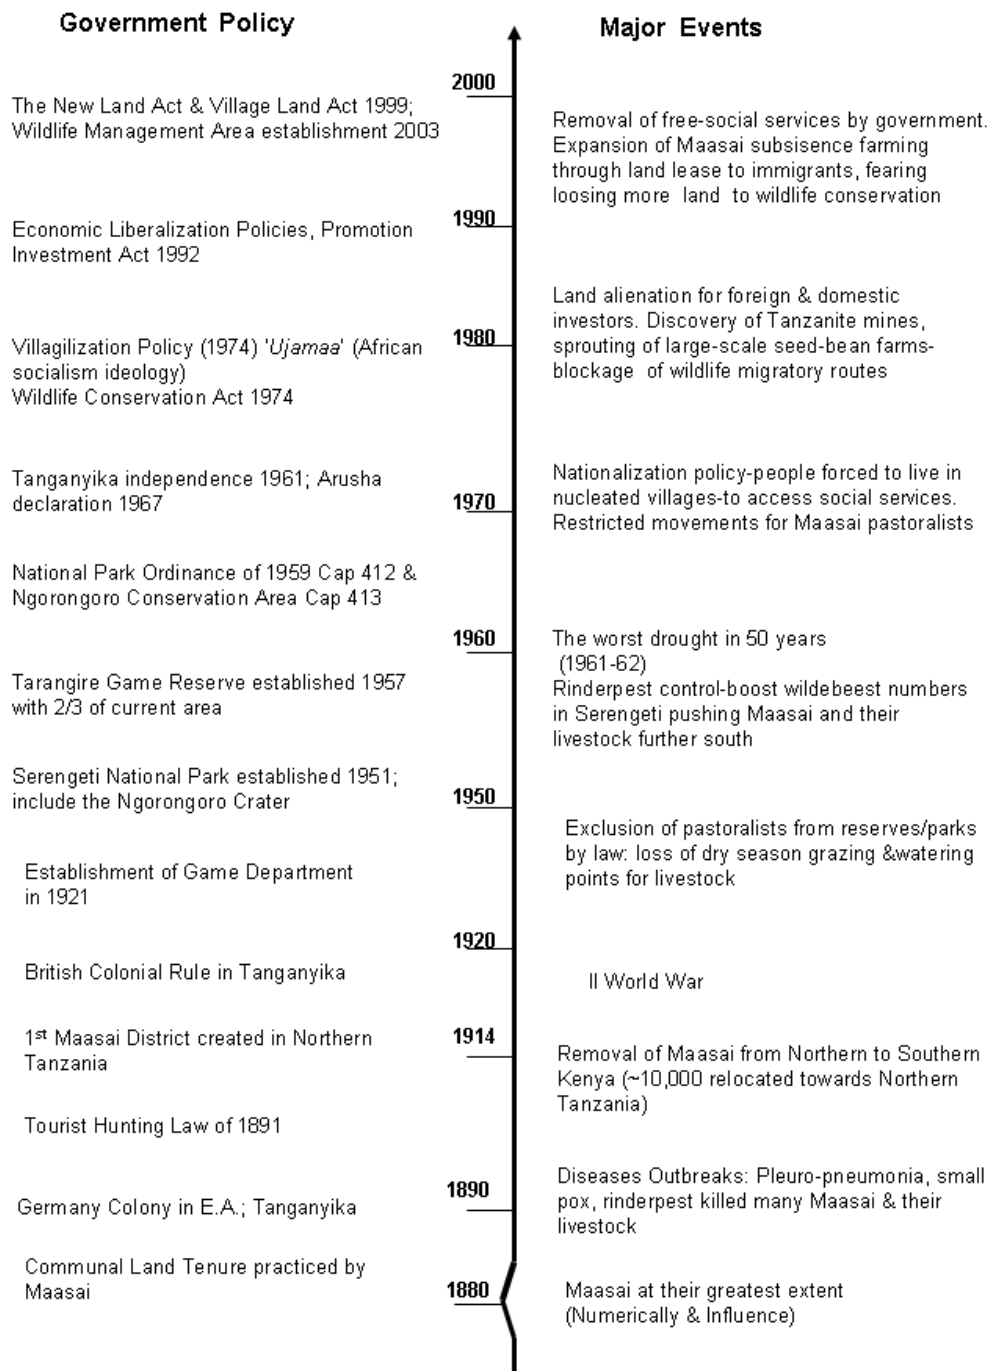 Government Policy
Major Events
2000
The New Land Act & Village Land Act 1999;
Wildlife Management Area establishment 2003
Removal of free-social services by government.
Expansion of Maasai subsisence farming
through land lease to immigrants, fearing
loosing more land to wildlife conservation
1990
Economic Liberalization Policies, Promotion
Investment Act 1992
Land alienation for foreign & domestic
investors. Discovery of Tanzanite mines,
sprouting of large-scale seed-bean farms-
blockage of wildlife migratory routes
1980
Villagilization Policy (1974) 'Ujamaa' (African
socialism ideology)
Wildlife Conservation Act 1974
Tanganyika independence 1961; Arusha
declaration 1967
1970
Nationalization policy-people forced to live in
nucleated villages-to access social services.
Restricted movements for Maasai pastoralists
National Park Ordinance of 1959 Cap 412 &
Ngorongoro Conservation Area Cap 413
1960
The worst drought in 50 years
(1961-62)
Rinderpest control-boost wildebeest numbers
in Serengeti pushing Maasai and their
livestock further south
Tarangire Game Reserve established 1957
with 2/3 of current area
Serengeti National Park established 1951;
include the Ngorongoro Crater
1950
Exclusion of pastoralists from reserves/parks
by law: loss of dry season grazing &watering
points for livestock
Establishment of Game Department
in 1921
1920
British Colonial Rule in Tanganyika
II World War
1st Maasai District created in Northern
Tanzania
1914
Removal of Maasai from Northern to Southern
Kenya (~10,000 relocated towards Northern
Tanzania)
Tourist Hunting Law of 1891
Diseases Outbreaks: Pleuro-pneumonia, small
pox, rinderpest killed many Maasai & their
livestock
1890
Germany Colony in E.A.; Tanganyika
Communal Land Tenure practiced by
Maasai
1880
Maasai at their greatest extent
(Numerically & Influence)